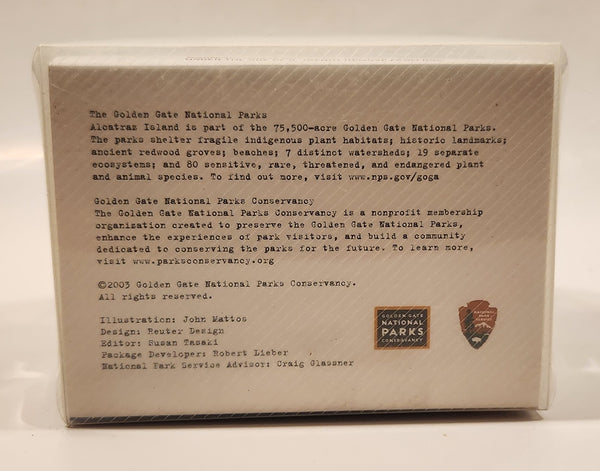 The Golden Gate National Parks
Alcatraz Island is part of the 75,500-acre Golden Gate National Parks.
The parks shelter fragile indigenous plant habitats; historic landmarks;
ancient redwood groves; beaches; 7 distinct watersheds; 19 separate
ecosystems; and 80 sensitive, rare, threatened, and endangered plant
and animal species. To find out more, visit www.nps.gov/goga
Golden Gate National Parks Conservancy
The Golden Gate National Parks Conservancy is a nonprofit membership
organization created to preserve the Golden Gate National Parks,
enhance the experiences of park visitors, and build a community
dedicated to conserving the parks for the future. To learn more,
visit www.parksconservancy.org
©2003 Golden Gate National Parks Conservancy.
All rights reserved.
Illustration: John Mattos
Design: Reuter Design
Editor: Susan Tasaki
Package Developer: Robert Lieber
National Park Service Advisor: Craig Glassner
GOLDEN GATE
NATIONAL
PARKS
CONSERVANCY
NATIONAL
PARK
SERVICE